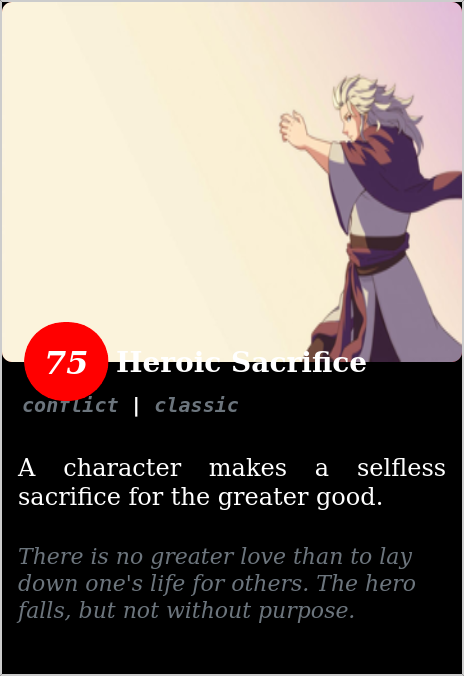 75 Heroic Sacrifice
conflict | classic
A character makes a selfless
sacrifice for the greater good.
There is no greater love than to lay
down one's life for others. The hero
falls, but not without purpose.